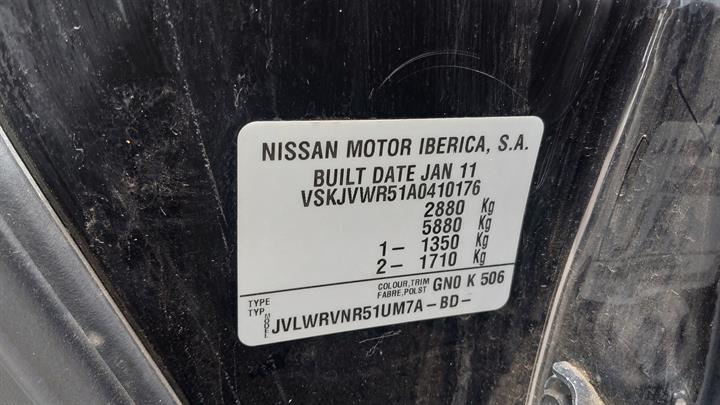 NISSAN MOTOR IBERICA, S.A.
BUILT DATE JAN 11
VSKJVWR51A0410176
2880 Kg
5880 Kg
1- 1350 Kg
2- 1710 Kg
COLOUR,TRIM GN0 K 506
FABRE,POLST
TYPE
TYP
MODELE JVLWRVNR51UM7A-BD-